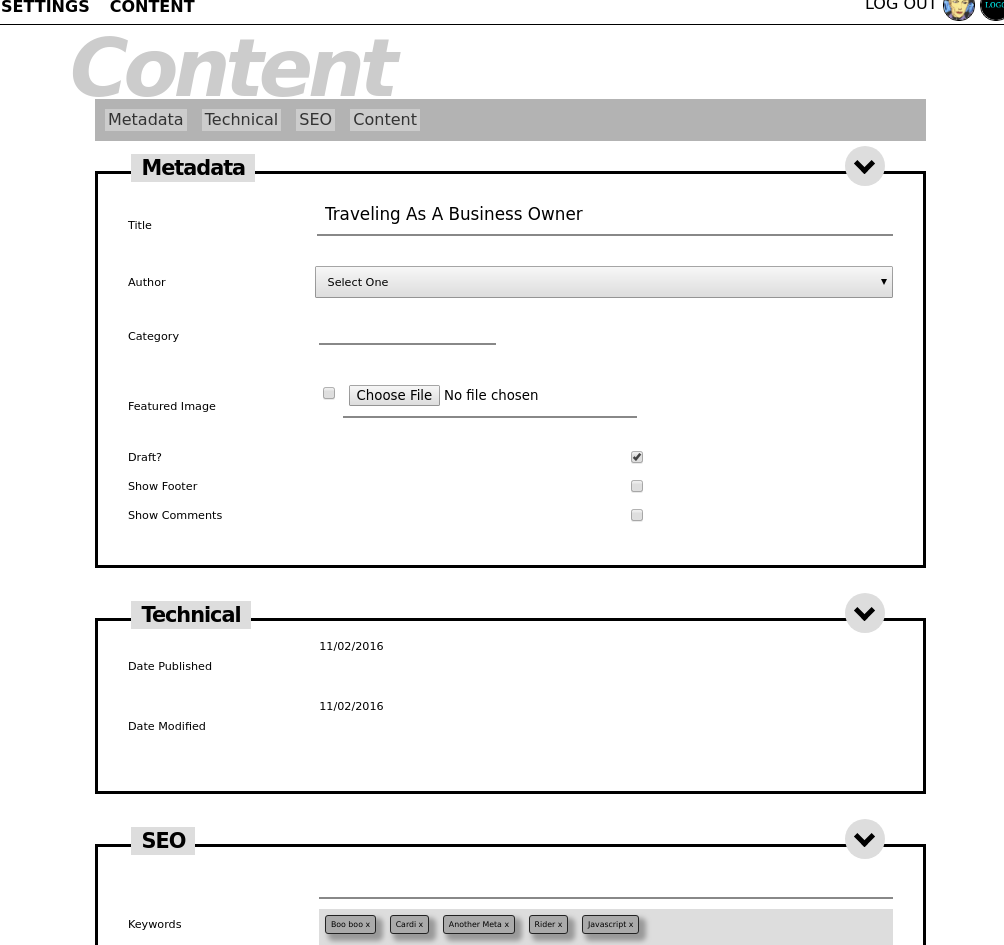 SETTINGS CONTENT LOG OUT
Content
Metadata Technical SEO Content
Metadata
Title Traveling As A Business Owner
Author Select One
Category
Featured Image Choose File No file chosen
Draft?
Show Footer
Show Comments
Technical
11/02/2016
Date Published
11/02/2016
Date Modified
SEO
Keywords Boo boo x Cardi x Another Meta x Rider x Javascript x